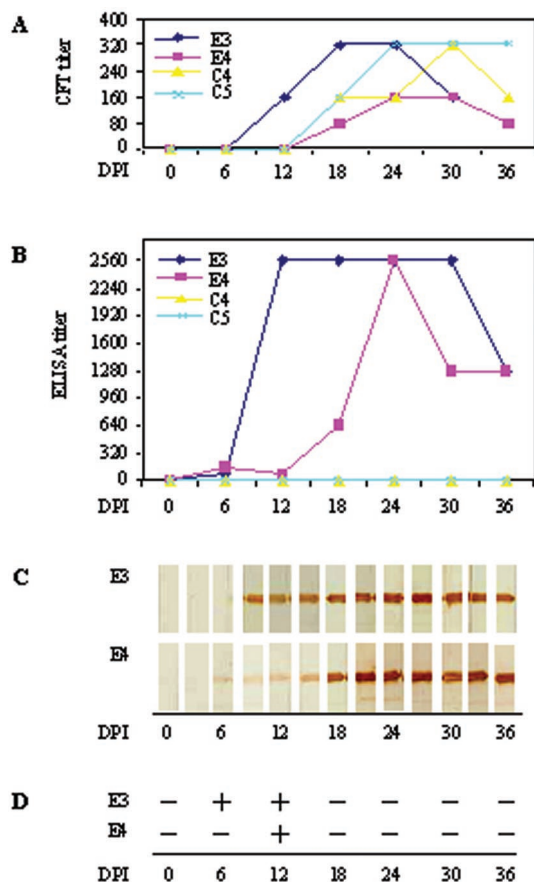 A
CFT titer
400
320
240
160
80
0
E3
E4
C4
C5
DPI 0 6 12 18 24 30 36
B
ELISA titer
2560
2240
1920
1600
1280
960
640
320
0
E3
E4
C4
C5
DPI 0 6 12 18 24 30 36
C
E3
E4
DPI 0 6 12 18 24 30 36
D
E3 − + + − − − −
E4 − − + − − − −
DPI 0 6 12 18 24 30 36